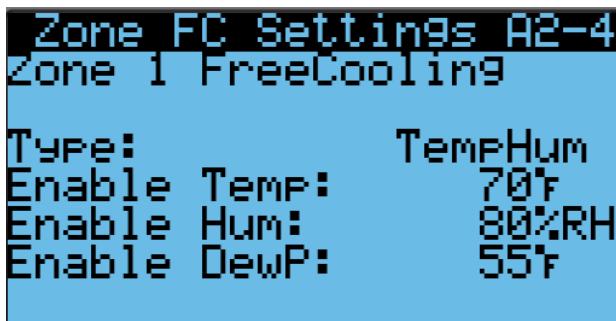 Zone FC Settings A2-4
Zone 1 FreeCooling
Type: TempHum
Enable Temp: 70°F
Enable Hum: 80%RH
Enable DewP: 55°F